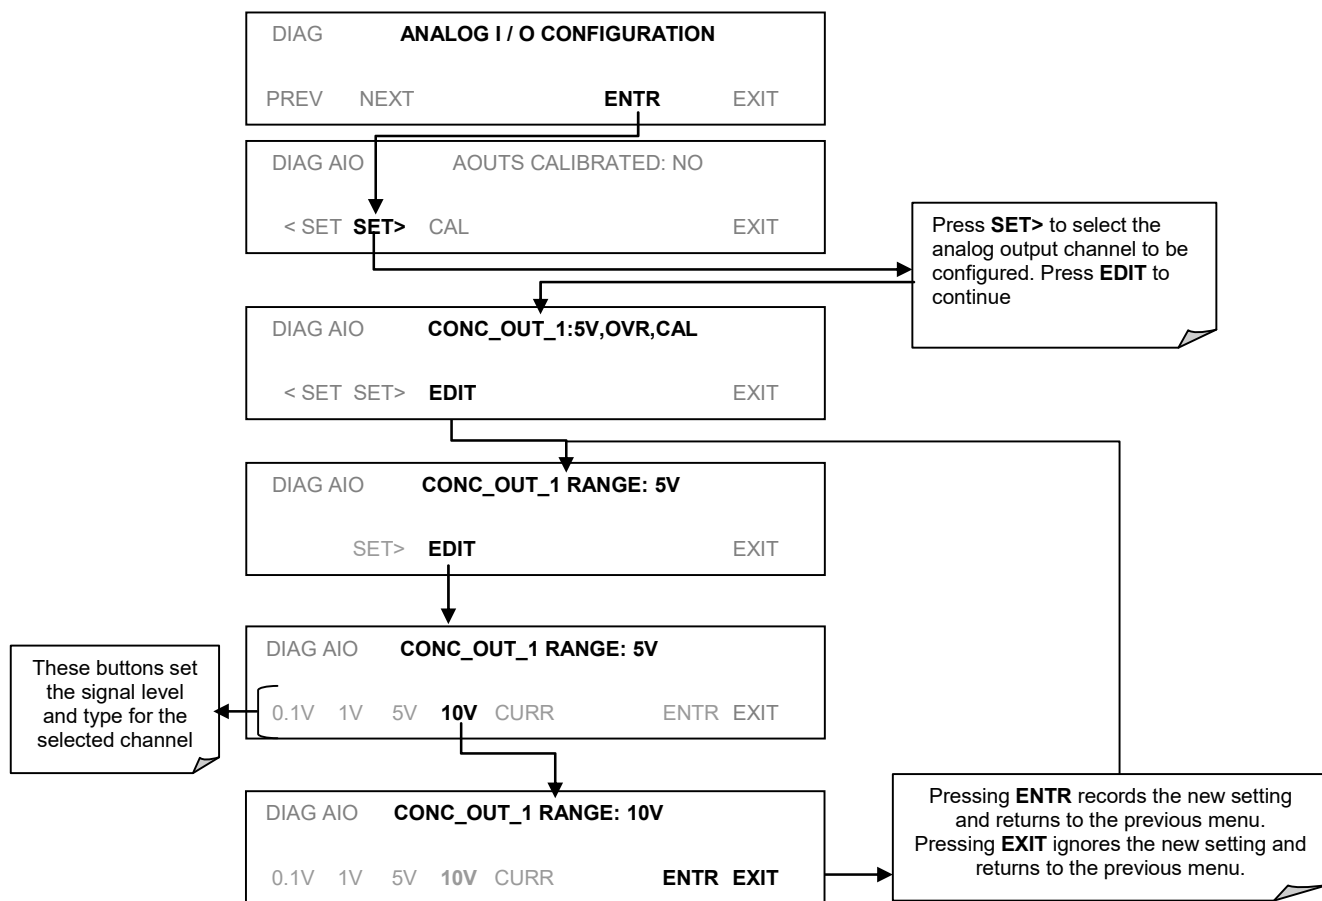 DIAG ANALOG I / O CONFIGURATION
PREV NEXT ENTR EXIT
DIAG AIO AOUTS CALIBRATED: NO
< SET SET> CAL EXIT
Press SET> to select the
analog output channel to be
configured. Press EDIT to
continue
DIAG AIO CONC_OUT_1:5V,OVR,CAL
< SET SET> EDIT EXIT
DIAG AIO CONC_OUT_1 RANGE: 5V
SET> EDIT EXIT
DIAG AIO CONC_OUT_1 RANGE: 5V
0.1V 1V 5V 10V CURR ENTR EXIT
These buttons set
the signal level
and type for the
selected channel
DIAG AIO CONC_OUT_1 RANGE: 10V
0.1V 1V 5V 10V CURR ENTR EXIT
Pressing ENTR records the new setting
and returns to the previous menu.
Pressing EXIT ignores the new setting and
returns to the previous menu.